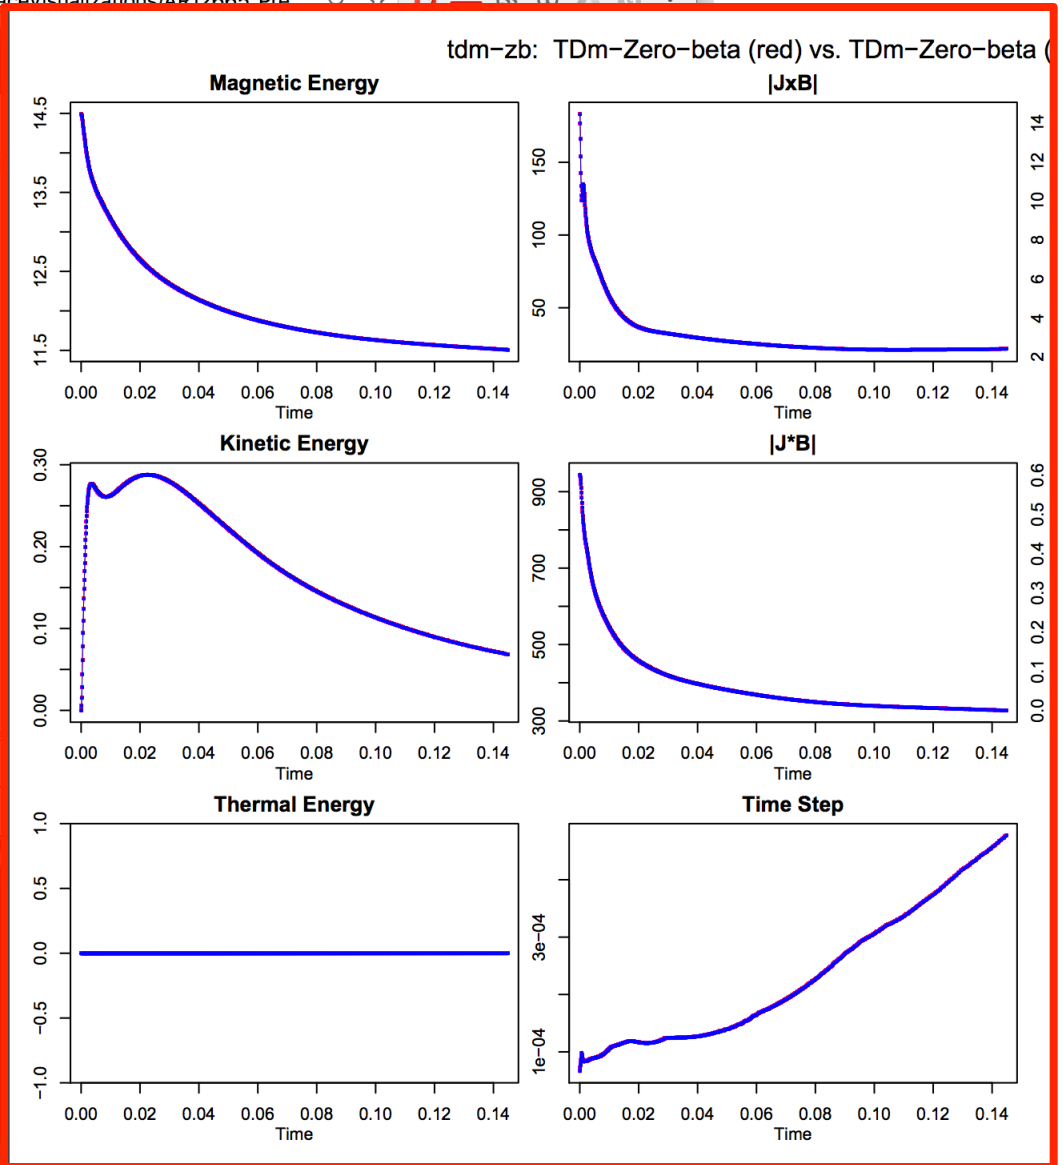 tdm−zb: TDm−Zero−beta (red) vs. TDm−Zero−beta (
Magnetic Energy
14.5
13.5
12.5
11.5
0.00 0.02 0.04 0.06 0.08 0.10 0.12 0.14
Time
|JxB|
150
100
50
0.00 0.02 0.04 0.06 0.08 0.10 0.12 0.14
Time
14
12
10
8
6
4
2
Kinetic Energy
0.30
0.20
0.10
0.00
0.00 0.02 0.04 0.06 0.08 0.10 0.12 0.14
Time
|J*B|
900
700
500
300
0.00 0.02 0.04 0.06 0.08 0.10 0.12 0.14
Time
0.6
0.5
0.4
0.3
0.2
0.1
0.0
Thermal Energy
1.0
0.5
0.0
−0.5
−1.0
0.00 0.02 0.04 0.06 0.08 0.10 0.12 0.14
Time
Time Step
3e−04
1e−04
0.00 0.02 0.04 0.06 0.08 0.10 0.12 0.14
Time